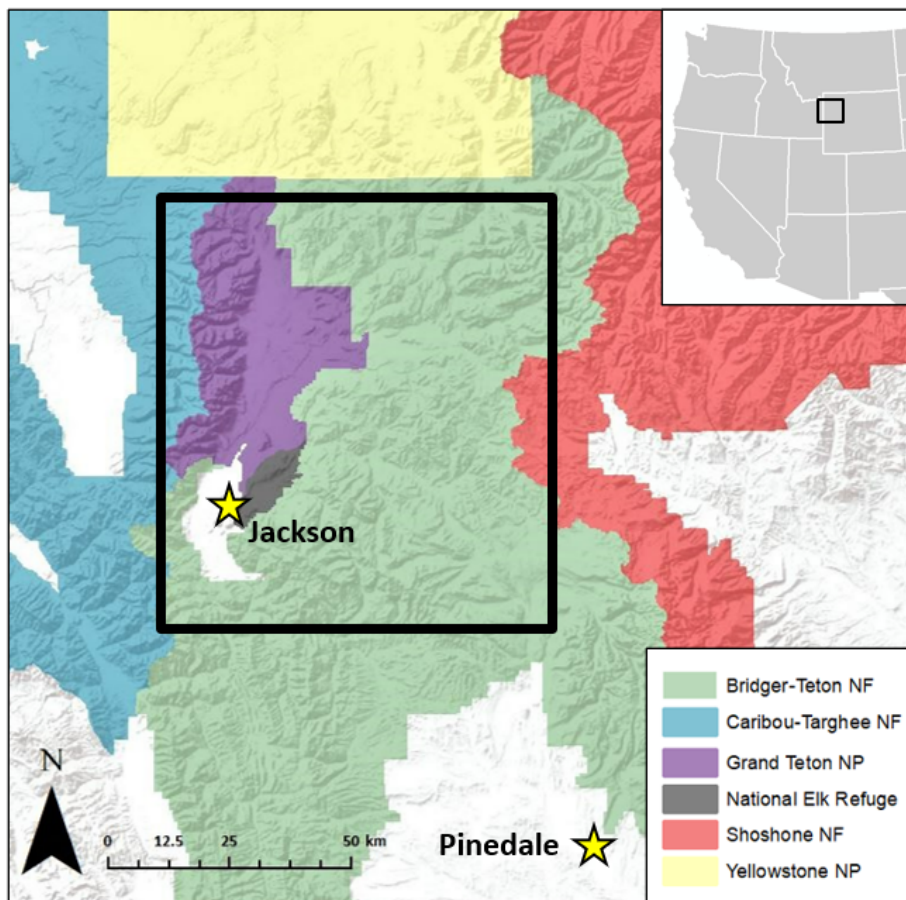 Jackson
Bridger-Teton NF
Caribou-Targhee NF
Grand Teton NP
National Elk Refuge
Shoshone NF
Yellowstone NP
N
0 12.5 25 50 km
Pinedale